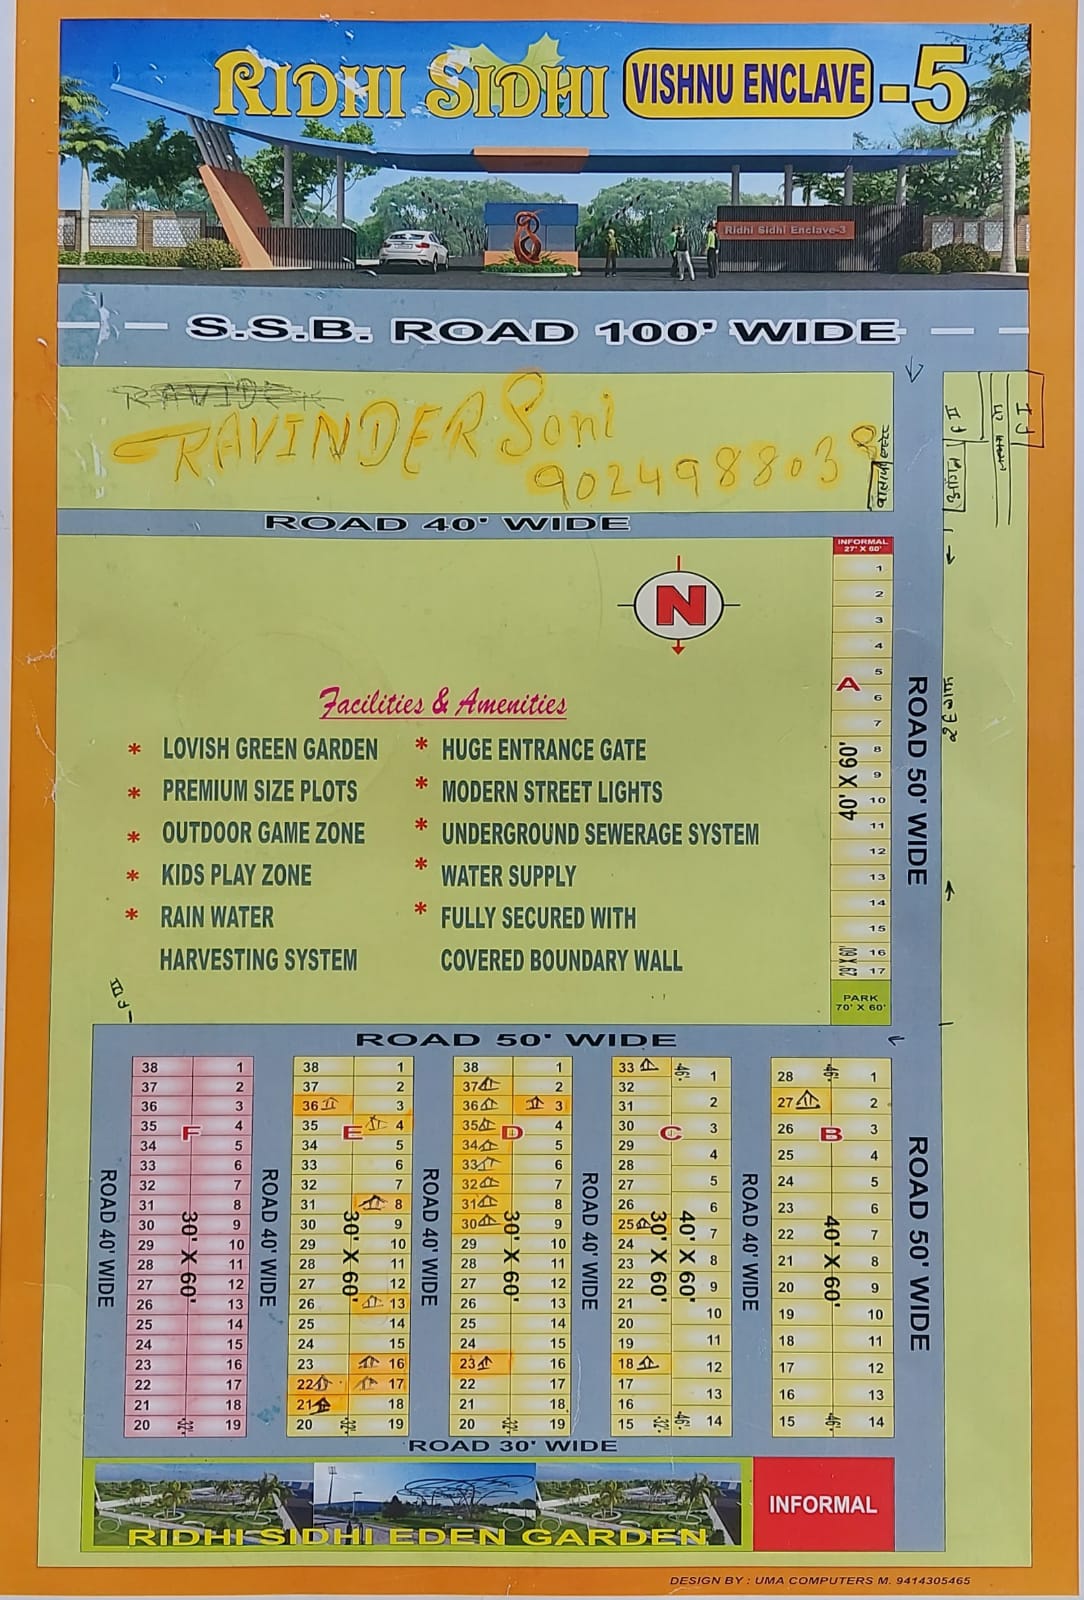 RIDHI SIDHI VISHNU ENCLAVE -5
Ridhi Sidhi Enclave-3
S.S.B. ROAD 100' WIDE
RAVINDER Soni
9024988038
ROAD 40' WIDE
INFORMAL
27' X 60'
1
2
3
4
5
A
6
7
8
9
10
11
12
13
14
15
16
17
40' X 60'
29' X 60'
PARK
70' X 60'
ROAD 50' WIDE
N
Facilities & Amenities
* LOVISH GREEN GARDEN
* PREMIUM SIZE PLOTS
* OUTDOOR GAME ZONE
* KIDS PLAY ZONE
* RAIN WATER
HARVESTING SYSTEM
* HUGE ENTRANCE GATE
* MODERN STREET LIGHTS
* UNDERGROUND SEWERAGE SYSTEM
* WATER SUPPLY
* FULLY SECURED WITH
COVERED BOUNDARY WALL
ROAD 50' WIDE
ROAD 40' WIDE
38 1
37 2
36 3
35 4
F
34 5
33 6
32 7
31 8
30 9
29 10
28 11
27 12
26 13
25 14
24 15
23 16
22 17
21 18
20 19
30' X 60'
32'
ROAD 40' WIDE
38 1
37 2
36 3
35 4
E
34 5
33 6
32 7
31 8
30 9
29 10
28 11
27 12
26 13
25 14
24 15
23 16
22 17
21 18
20 19
30' X 60'
32'
ROAD 40' WIDE
38 1
37 2
36 3
35 4
D
34 5
33 6
32 7
31 8
30 9
29 10
28 11
27 12
26 13
25 14
24 15
23 16
22 17
21 18
20 19
30' X 60'
32'
ROAD 40' WIDE
33
32
31
30
29
28
27
26
25
24
23
22
21
20
19
18
17
16
15
C
30' X 60'
32'
46'
1
2
3
4
5
6
7
8
9
10
11
12
13
14
40' X 60'
46'
ROAD 40' WIDE
46'
28 1
27 2
26 3
B
25 4
24 5
23 6
22 7
21 8
20 9
19 10
18 11
17 12
16 13
15 14
40' X 60'
46'
ROAD 50' WIDE
ROAD 30' WIDE
RIDHI SIDHI EDEN GARDEN
INFORMAL
DESIGN BY : UMA COMPUTERS M. 9414305465